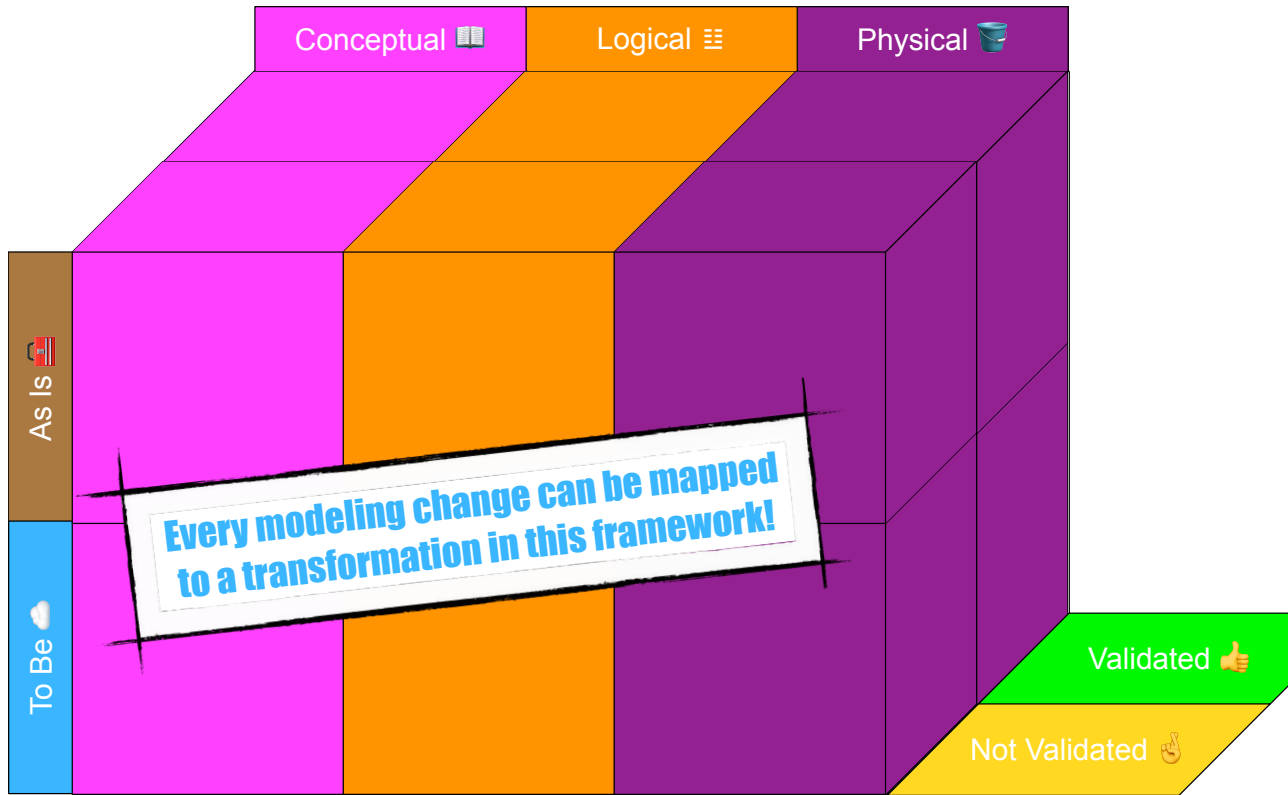 Conceptual 📖
Logical ䷳
Physical 🪣
As Is 🧰
To Be ☁️
Every modeling change can be mapped
to a transformation in this framework!
Validated 👍
Not Validated 🤞